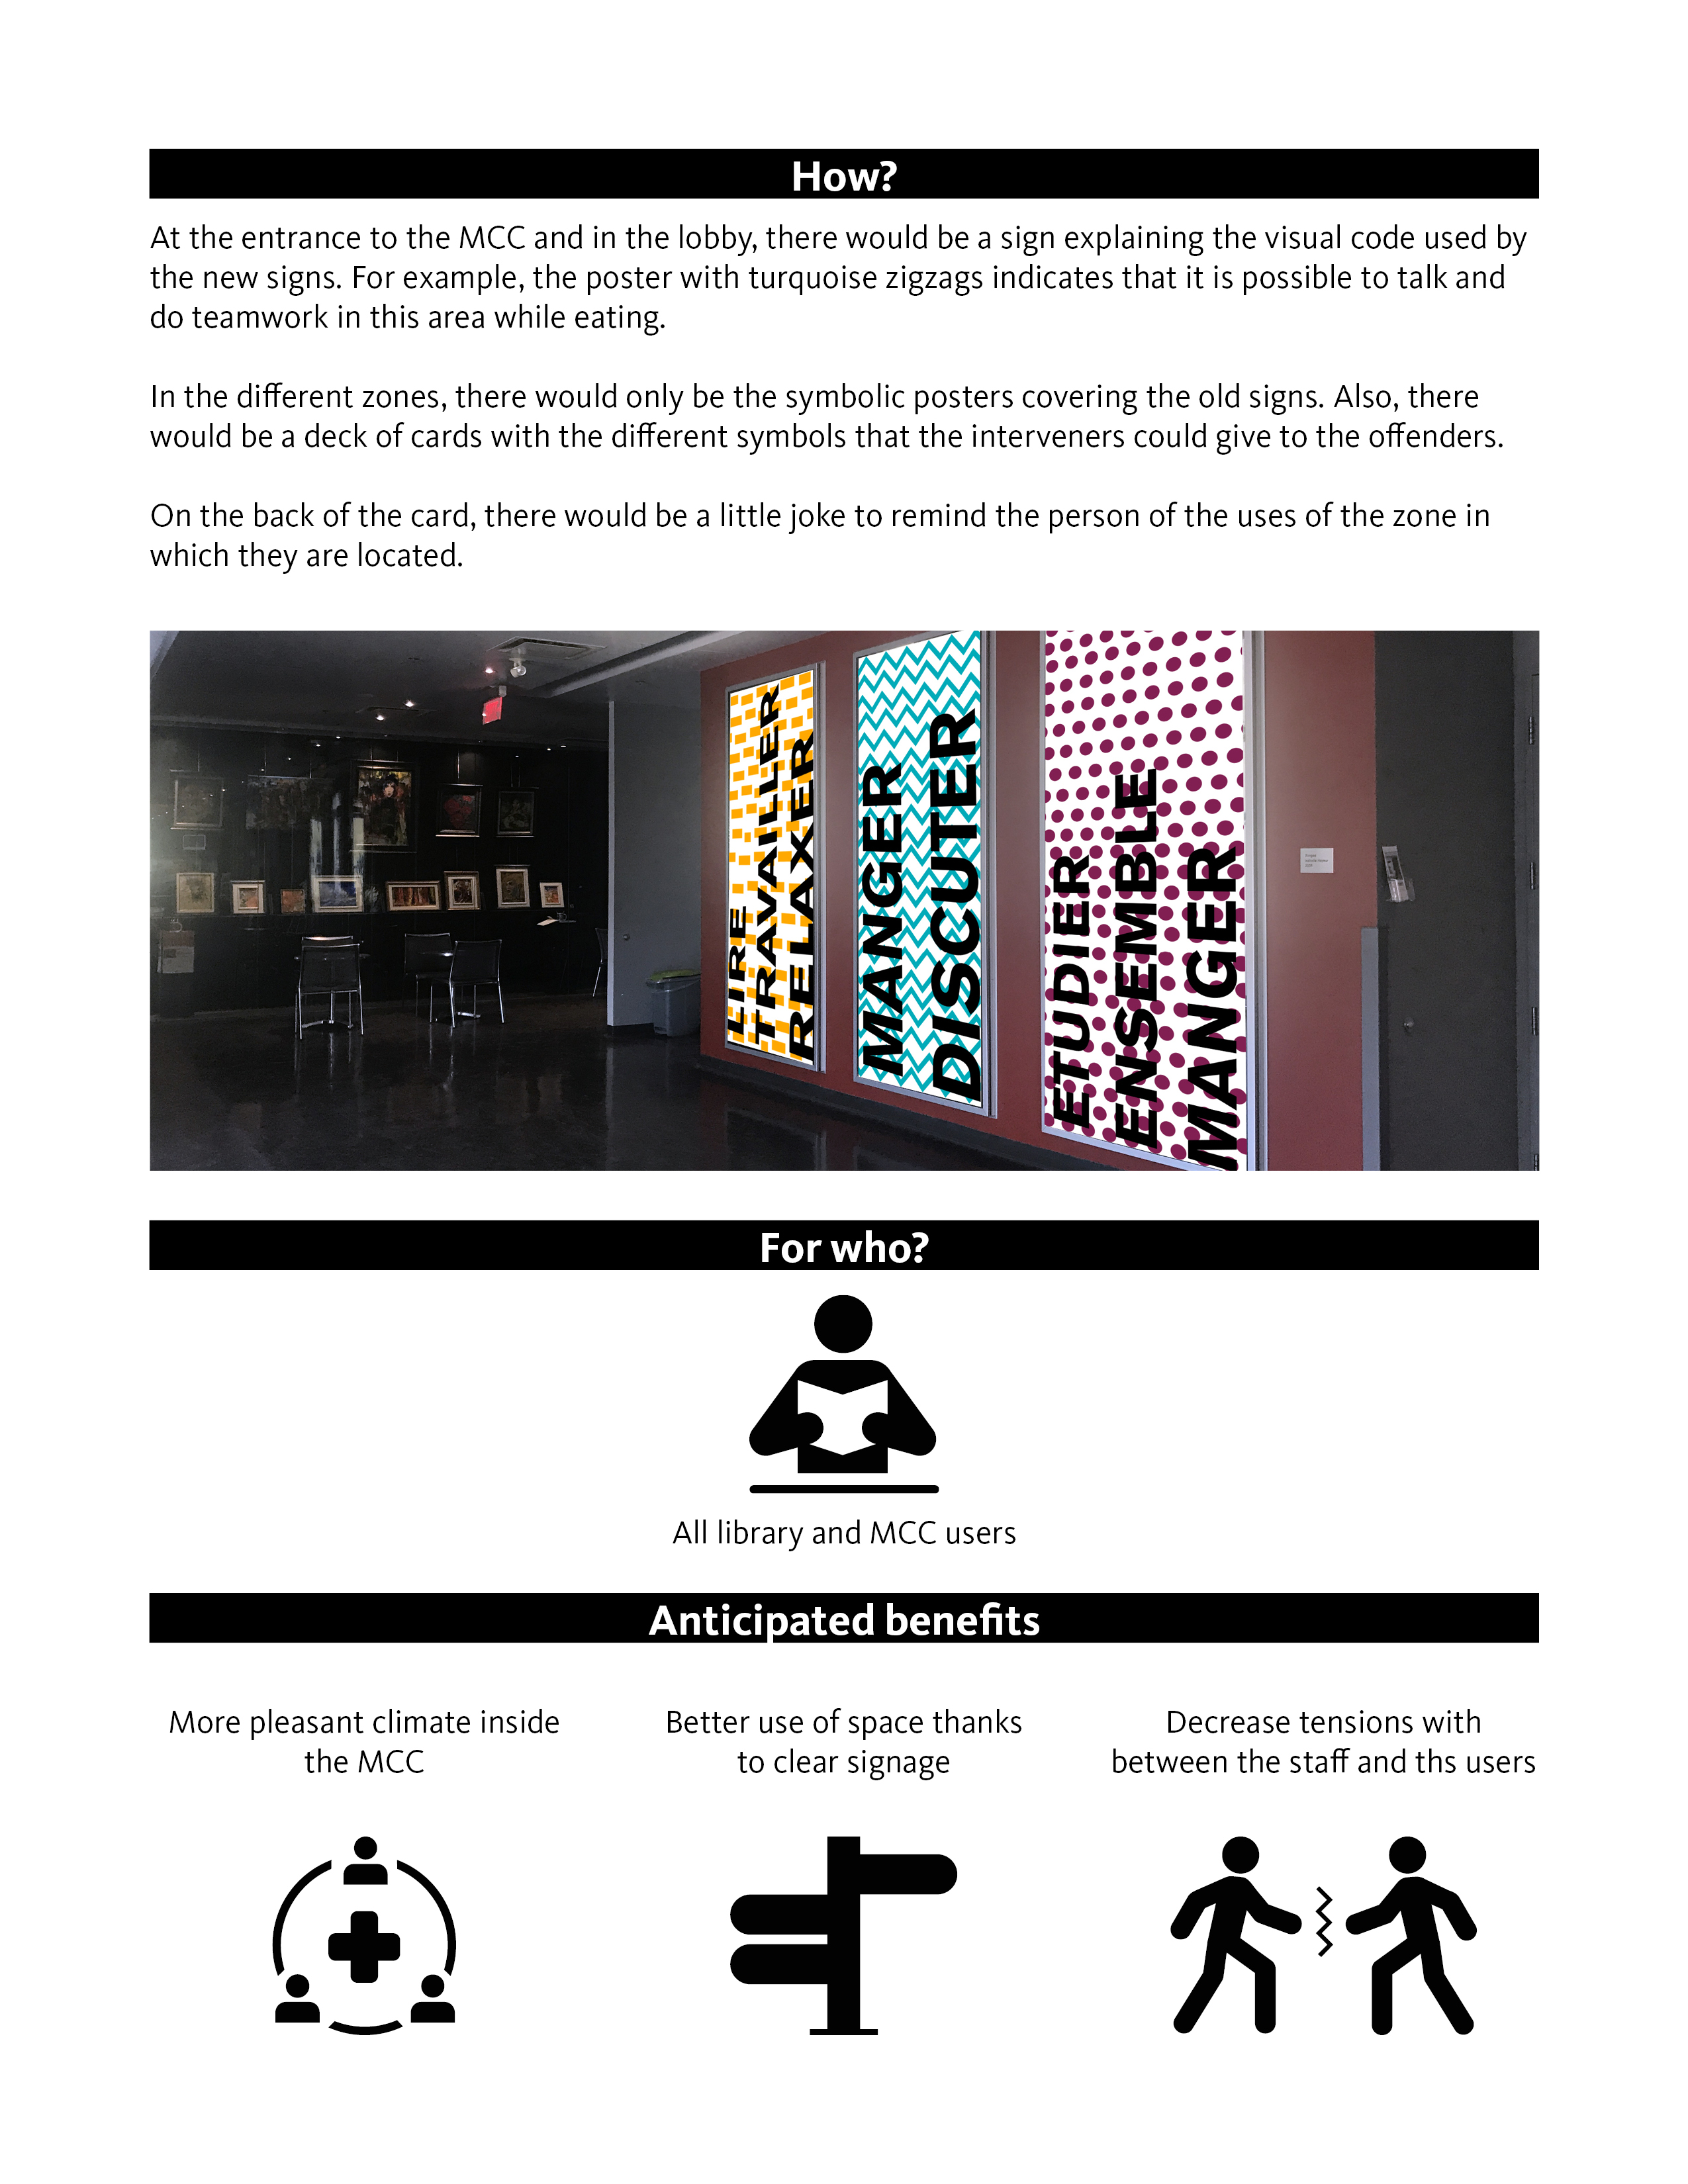 How?
At the entrance to the MCC and in the lobby, there would be a sign explaining the visual code used by
the new signs. For example, the poster with turquoise zigzags indicates that it is possible to talk and
do teamwork in this area while eating.
In the different zones, there would only be the symbolic posters covering the old signs. Also, there
would be a deck of cards with the different symbols that the interveners could give to the offenders.
On the back of the card, there would be a little joke to remind the person of the uses of the zone in
which they are located.
LIRE
TRAVAILLER
RELAXER
MANGER
DISCUTER
ETUDIER
ENSEMBLE
MANGER
For who?
All library and MCC users
Anticipated benefits
More pleasant climate inside
the MCC
Better use of space thanks
to clear signage
Decrease tensions with
between the staff and ths users